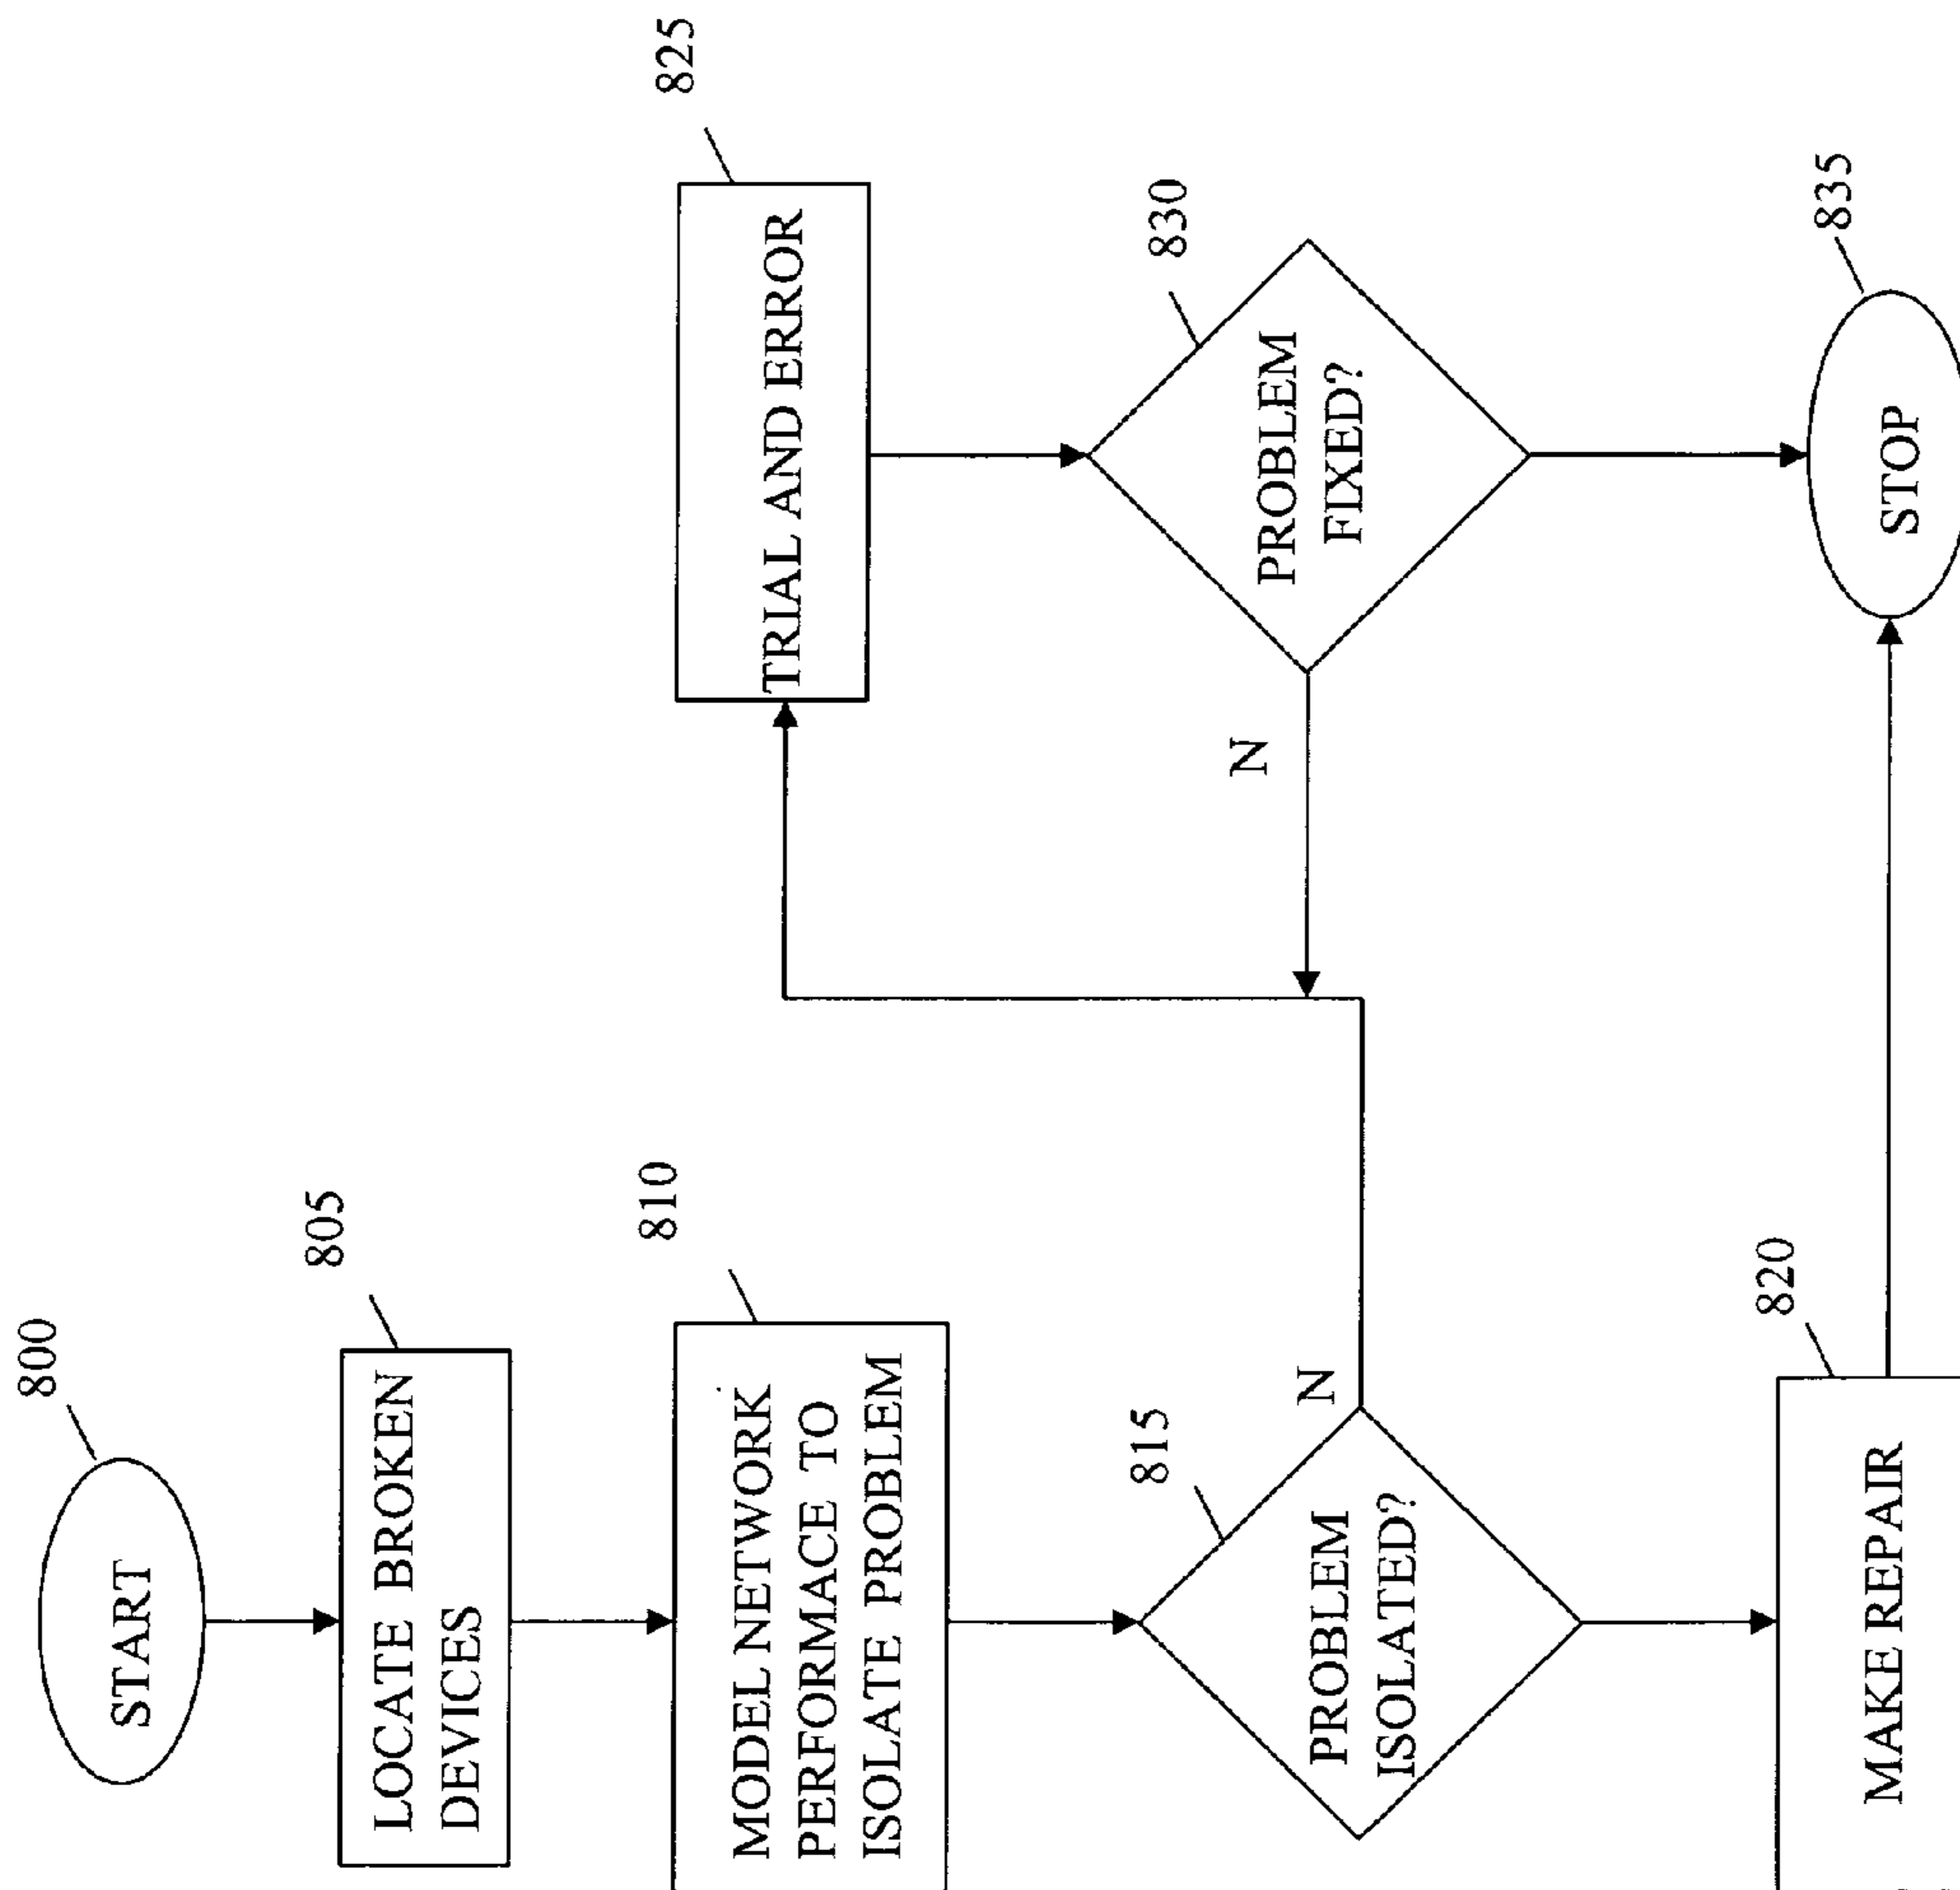 800
START
805
LOCATE BROKEN
DEVICES
810
MODEL NETWORK
PERFORMACE TO
ISOLATE PROBLEM
815
PROBLEM
ISOLATED?
N
820
MAKE REPAIR
825
TRIAL AND ERROR
830
PROBLEM
FIXED?
N
835
STOP